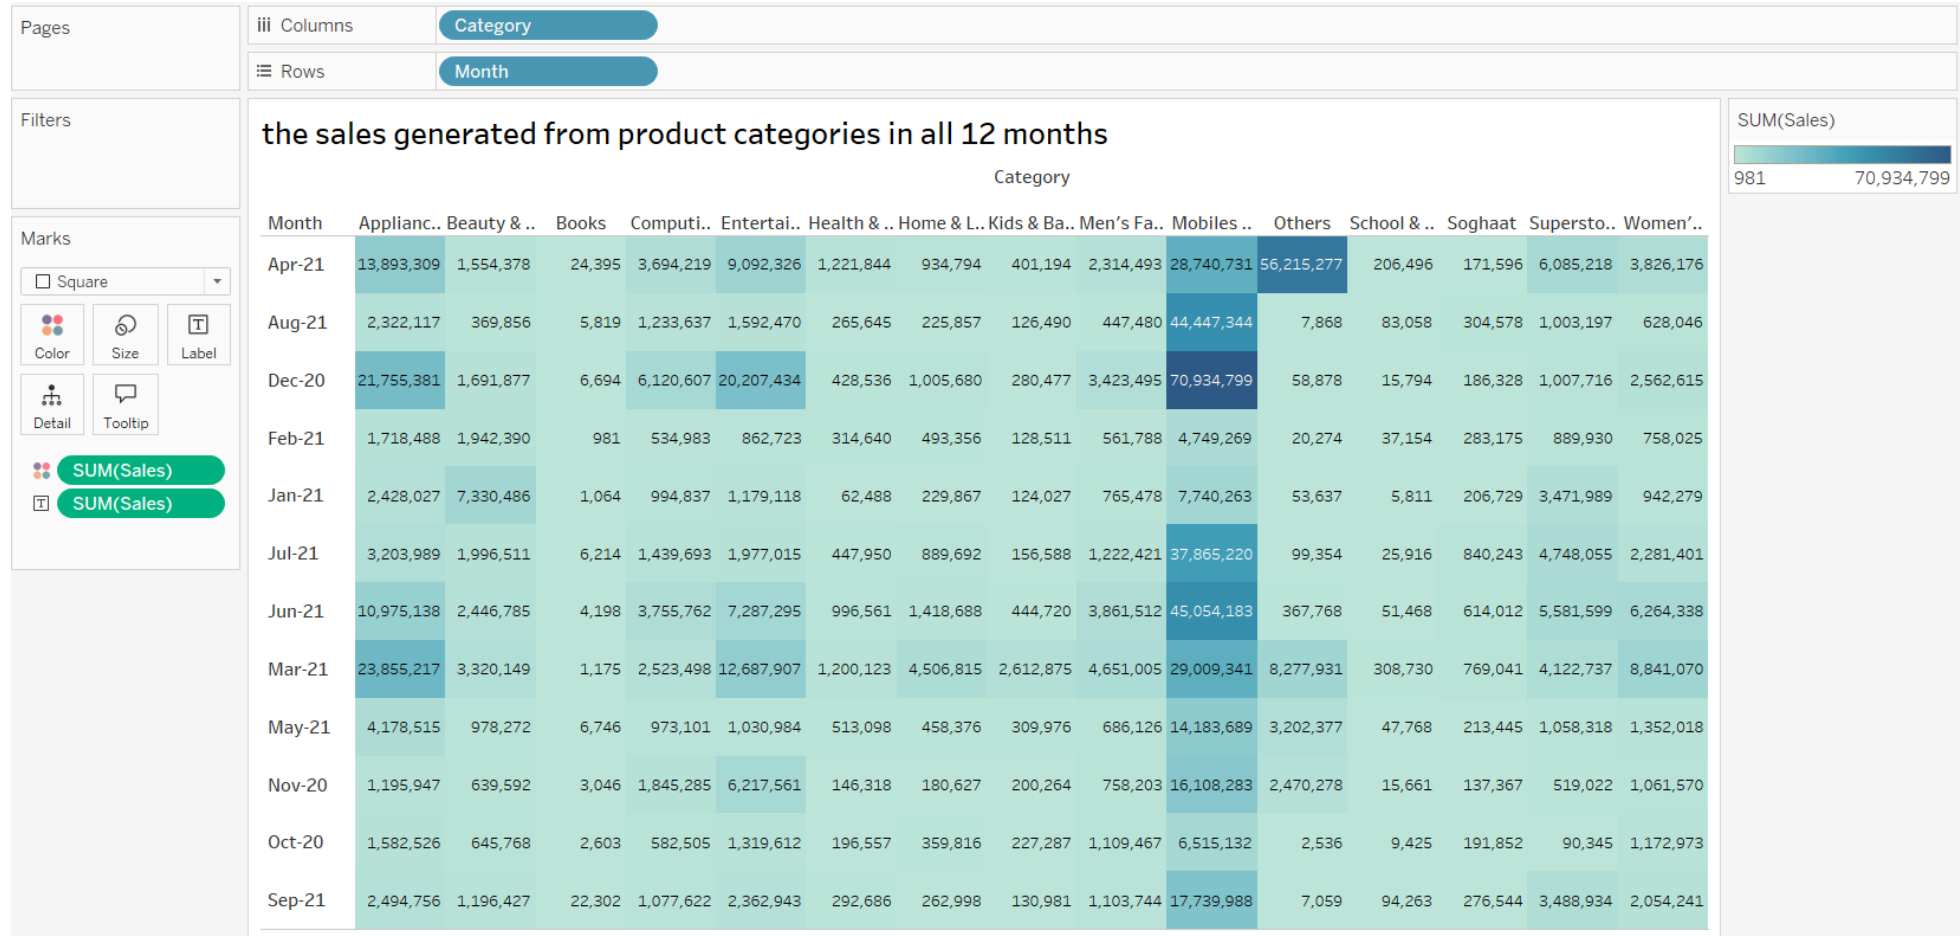 Pages
Columns Category
Rows Month
Filters
the sales generated from product categories in all 12 months
SUM(Sales)
981 70,934,799
Marks
Square
Color Size Label
Detail Tooltip
SUM(Sales)
SUM(Sales)
Category
Month Applianc.. Beauty & .. Books Computi.. Entertai.. Health & .. Home & L.. Kids & Ba.. Men's Fa.. Mobiles .. Others School & .. Soghaat Supersto.. Women'..
Apr-21 13,893,309 1,554,378 24,395 3,694,219 9,092,326 1,221,844 934,794 401,194 2,314,493 28,740,731 56,215,277 206,496 171,596 6,085,218 3,826,176
Aug-21 2,322,117 369,856 5,819 1,233,637 1,592,470 265,645 225,857 126,490 447,480 44,447,344 7,868 83,058 304,578 1,003,197 628,046
Dec-20 21,755,381 1,691,877 6,694 6,120,607 20,207,434 428,536 1,005,680 280,477 3,423,495 70,934,799 58,878 15,794 186,328 1,007,716 2,562,615
Feb-21 1,718,488 1,942,390 981 534,983 862,723 314,640 493,356 128,511 561,788 4,749,269 20,274 37,154 283,175 889,930 758,025
Jan-21 2,428,027 7,330,486 1,064 994,837 1,179,118 62,488 229,867 124,027 765,478 7,740,263 53,637 5,811 206,729 3,471,989 942,279
Jul-21 3,203,989 1,996,511 6,214 1,439,693 1,977,015 447,950 889,692 156,588 1,222,421 37,865,220 99,354 25,916 840,243 4,748,055 2,281,401
Jun-21 10,975,138 2,446,785 4,198 3,755,762 7,287,295 996,561 1,418,688 444,720 3,861,512 45,054,183 367,768 51,468 614,012 5,581,599 6,264,338
Mar-21 23,855,217 3,320,149 1,175 2,523,498 12,687,907 1,200,123 4,506,815 2,612,875 4,651,005 29,009,341 8,277,931 308,730 769,041 4,122,737 8,841,070
May-21 4,178,515 978,272 6,746 973,101 1,030,984 513,098 458,376 309,976 686,126 14,183,689 3,202,377 47,768 213,445 1,058,318 1,352,018
Nov-20 1,195,947 639,592 3,046 1,845,285 6,217,561 146,318 180,627 200,264 758,203 16,108,283 2,470,278 15,661 137,367 519,022 1,061,570
Oct-20 1,582,526 645,768 2,603 582,505 1,319,612 196,557 359,816 227,287 1,109,467 6,515,132 2,536 9,425 191,852 90,345 1,172,973
Sep-21 2,494,756 1,196,427 22,302 1,077,622 2,362,943 292,686 262,998 130,981 1,103,744 17,739,988 7,059 94,263 276,544 3,488,934 2,054,241